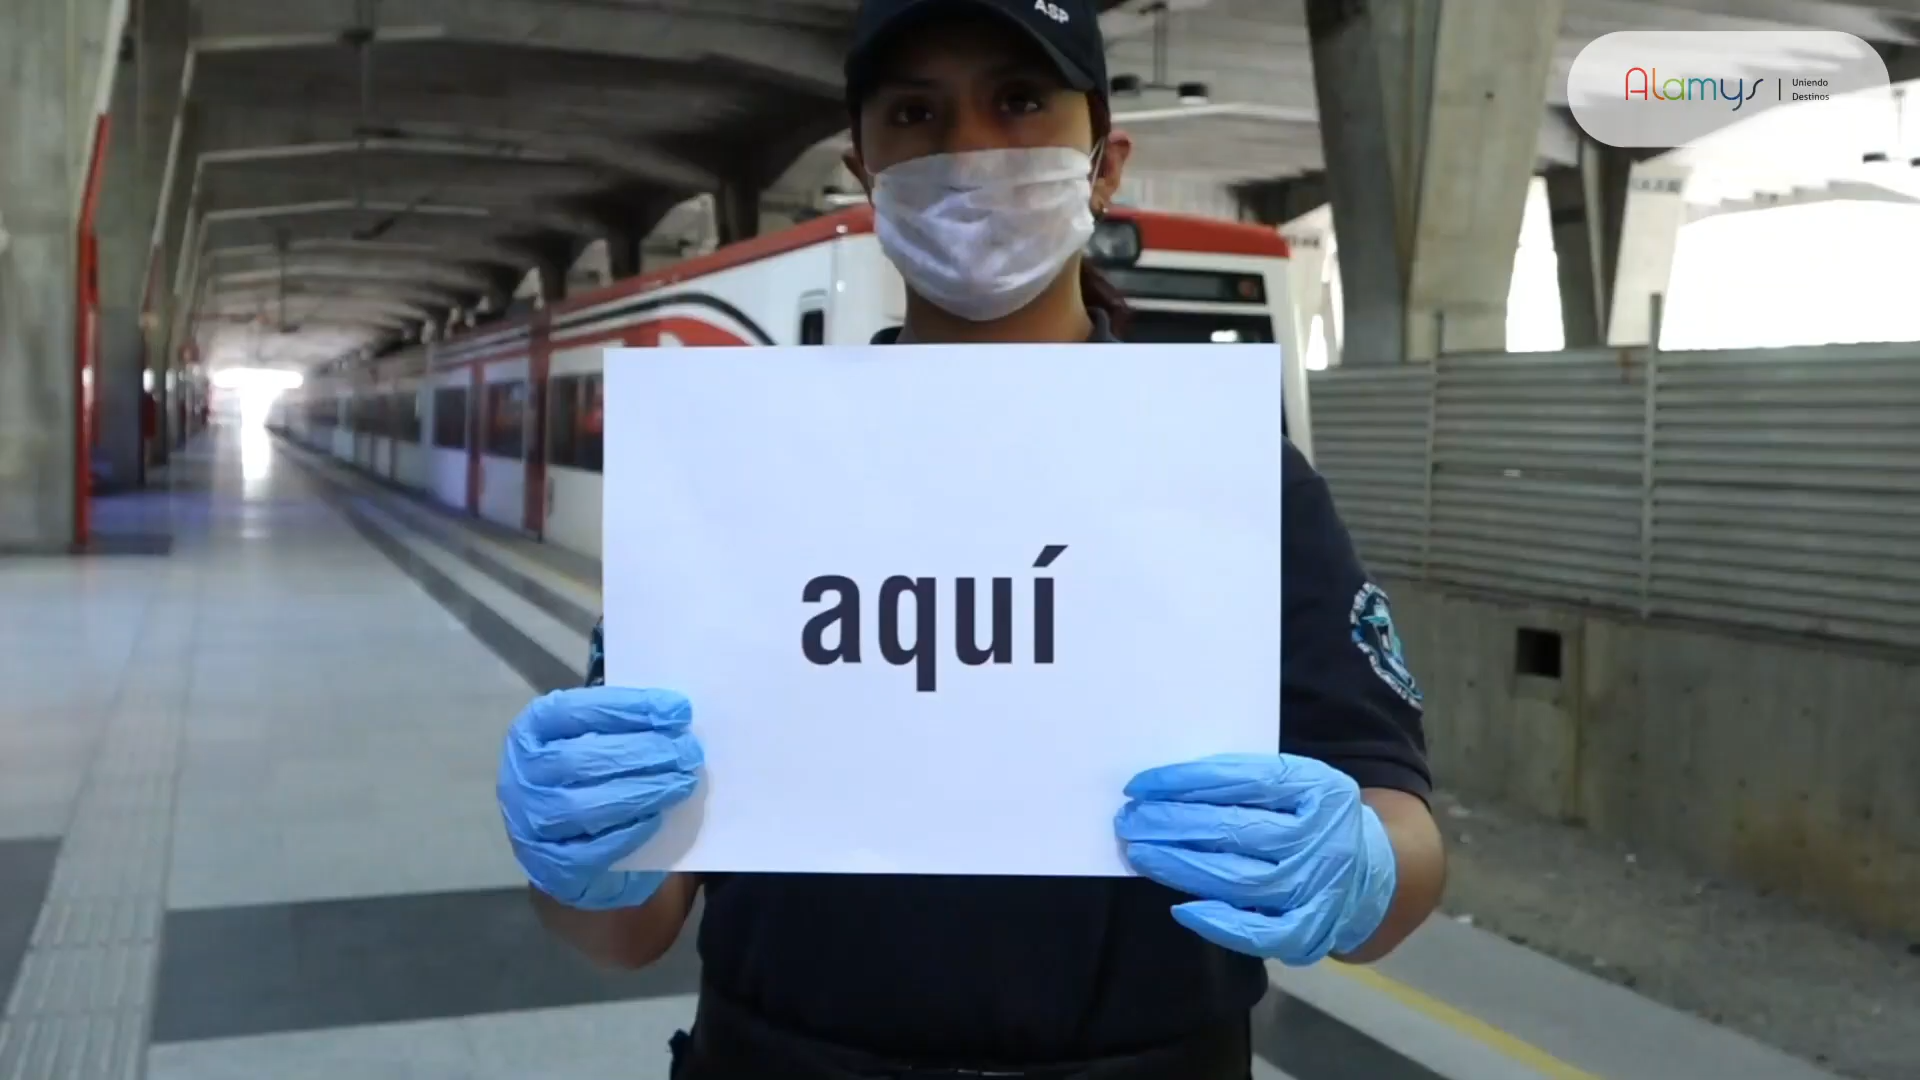 ASP
Alamys | Uniendo
Destinos
aquí